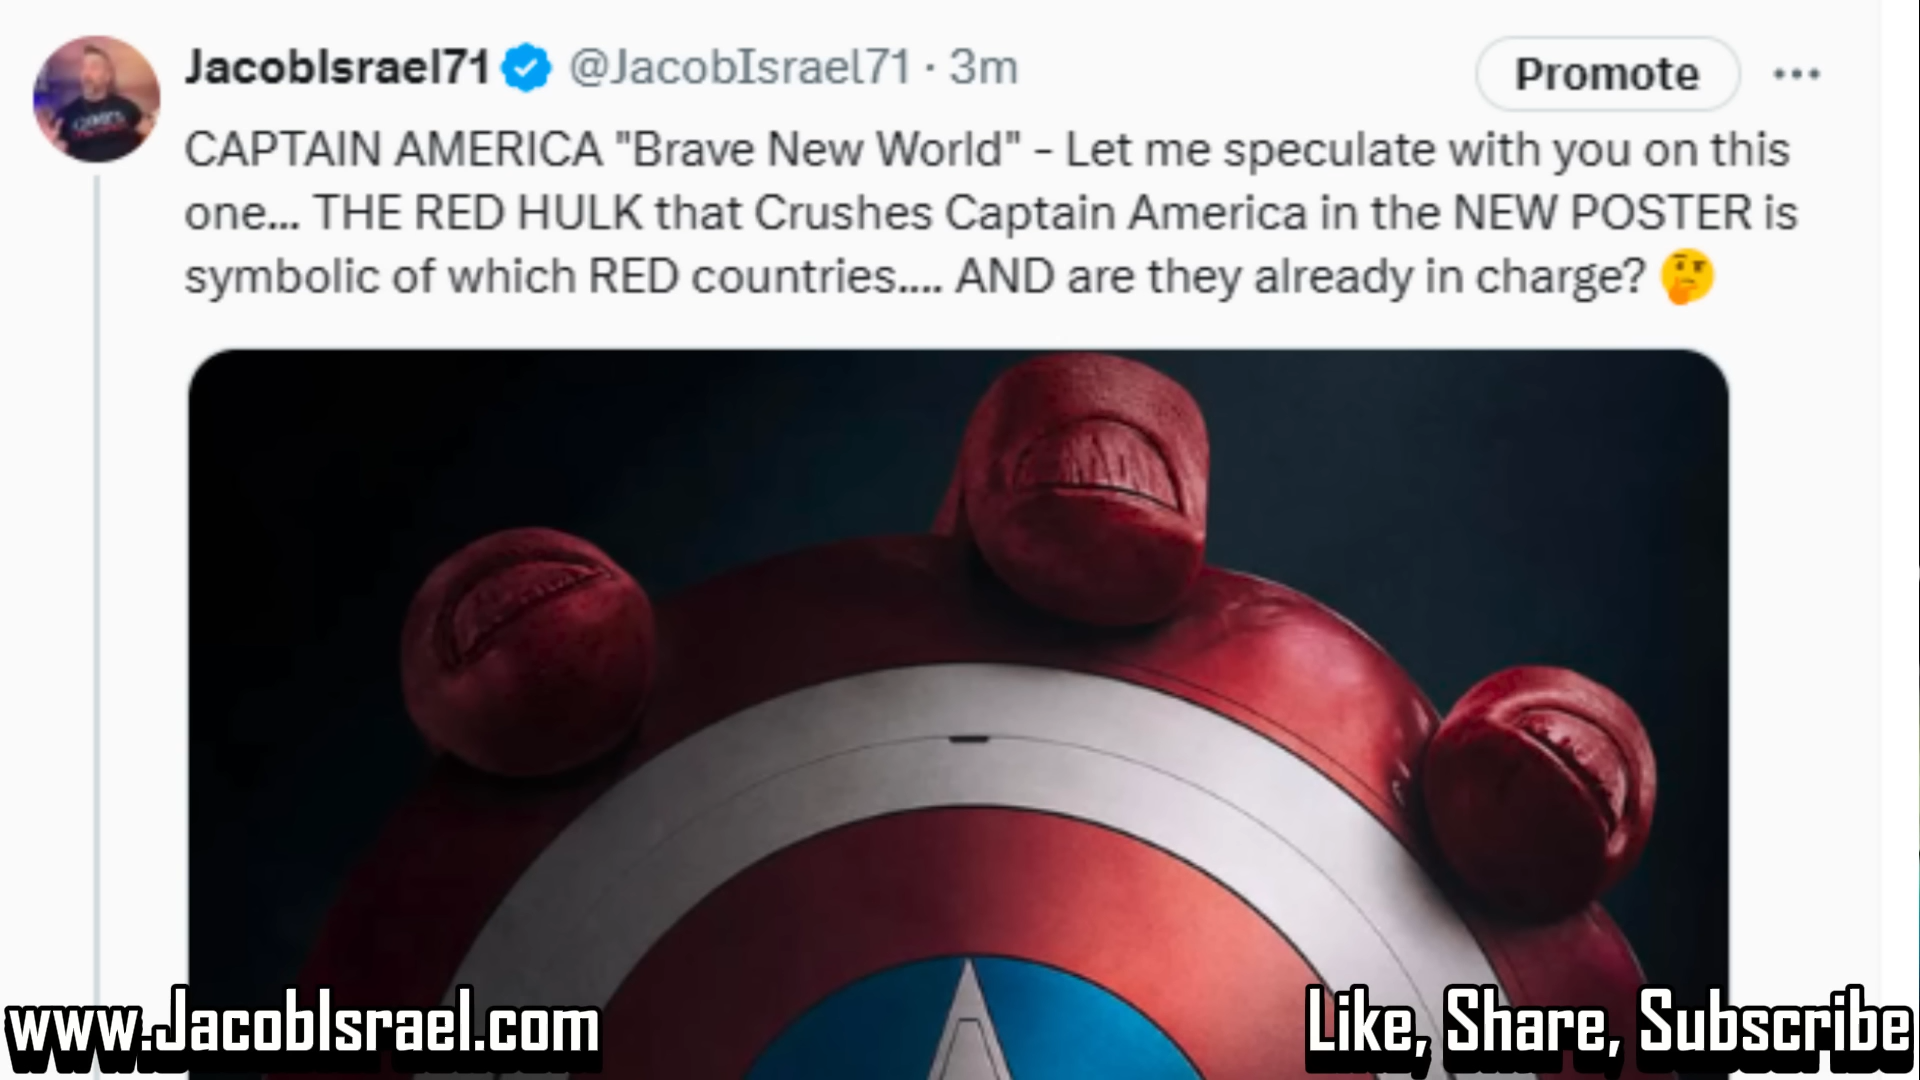 JacobIsrael71 @JacobIsrael71 · 3m
Promote
CAPTAIN AMERICA "Brave New World" - Let me speculate with you on this
one... THE RED HULK that Crushes Captain America in the NEW POSTER is
symbolic of which RED countries.... AND are they already in charge? 🤔
www.JacobIsrael.com
Like, Share, Subscribe